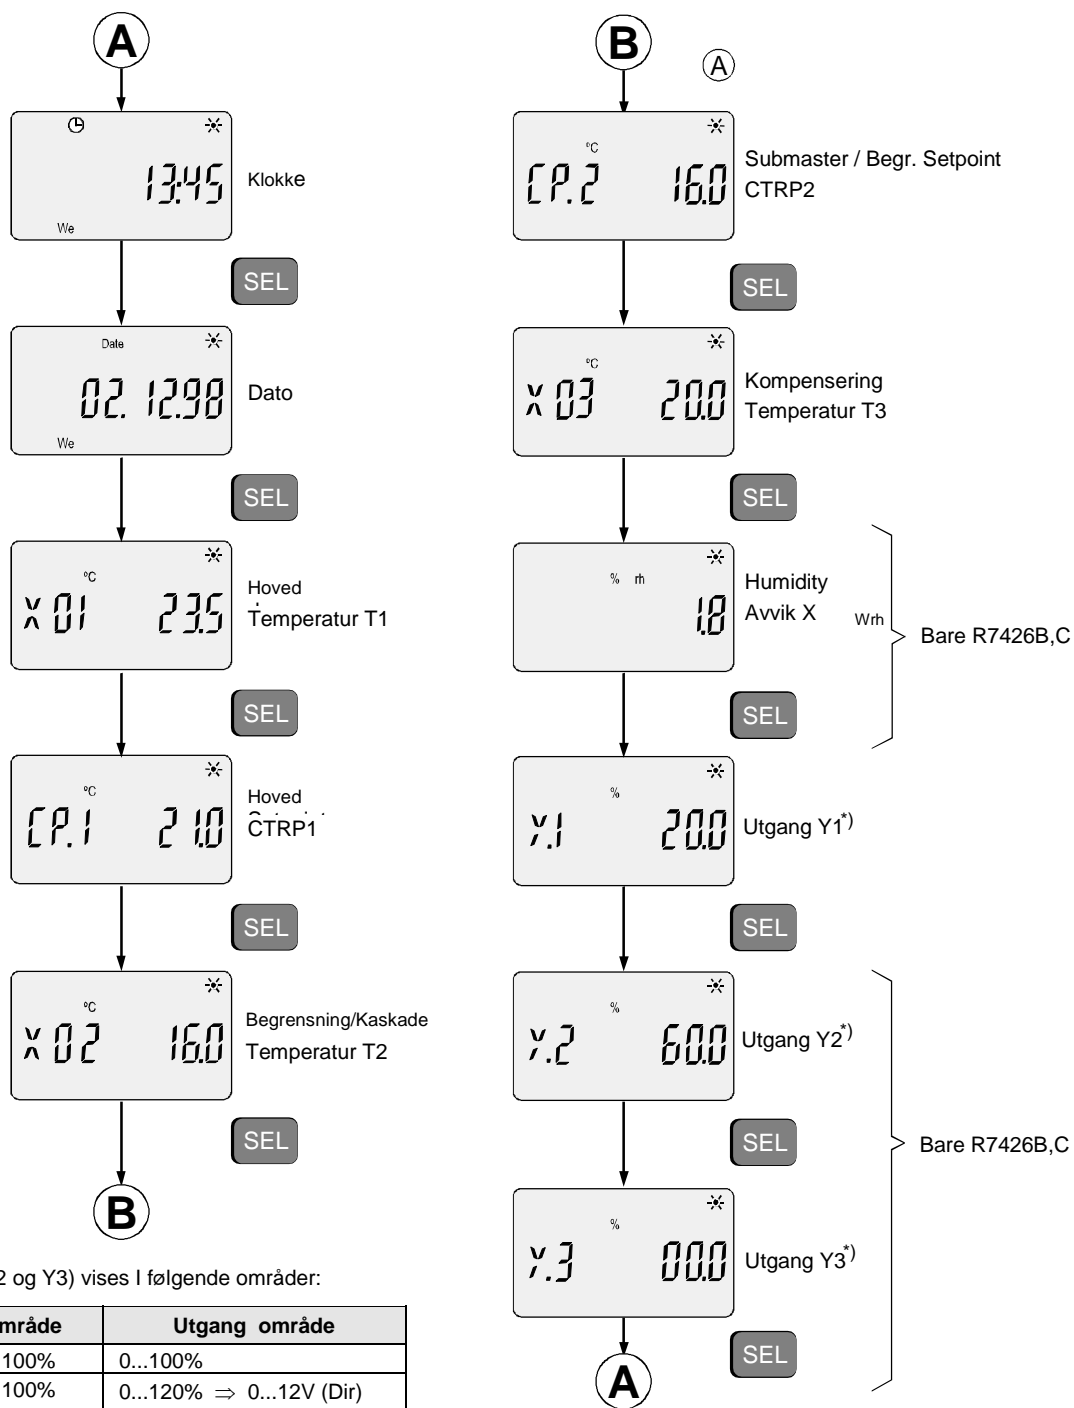 A
13:45
Klokke
We
SEL
Date
02. 12.98
Dato
We
SEL
°C
X 01 23.5
Hoved
Temperatur T1
SEL
°C
CP.1 21.0
Hoved
CTRP1
SEL
°C
X 02 16.0
Begrensning/Kaskade
Temperatur T2
SEL
B
2 og Y3) vises I følgende områder:
mråde Utgang område
100% 0...100%
100% 0...120% ⇒ 0...12V (Dir)
B
A
°C
CP.2 16.0
Submaster / Begr. Setpoint
CTRP2
SEL
°C
X 03 20.0
Kompensering
Temperatur T3
SEL
% rh
1.8
Humidity
Avvik X Wrh
Bare R7426B,C
SEL
%
Y.1 20.0
Utgang Y1*)
SEL
%
Y.2 60.0
Utgang Y2*)
SEL
Bare R7426B,C
%
Y.3 00.0
Utgang Y3*)
SEL
A